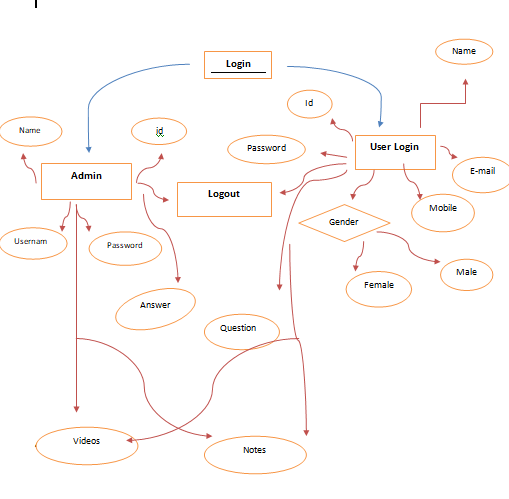 Login
Name
Id
Name
id
Password
User Login
Admin
E-mail
Logout
Mobile
Gender
Usernam
Password
Male
Female
Answer
Question
Videos
Notes